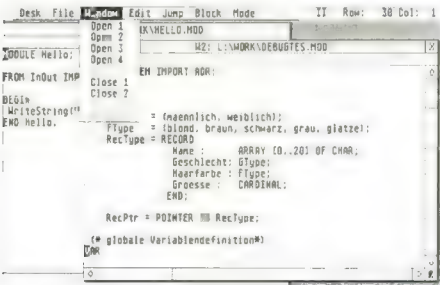 Desk File Window Edit Jump Block Mode II Row: 30 Col: 1
Open 1
Open 2
Open 3
Open 4
Close 1
Close 2
K\HELLO.MOD
W2: L:\WORK\DEBUGTES.MOD
MODULE Hello;
FROM InOut IMP
BEGIN
WriteString("
END Hello.
EM IMPORT ADR;
= (maennlich, weiblich);
FType = (blond, braun, schwarz, grau, glatze);
RecType = RECORD
Name : ARRAY [0..20] OF CHAR;
Geschlecht: GType;
Haarfarbe : FType;
Groesse : CARDINAL;
END;
RecPtr = POINTER RecType;
(* globale Variablendefinition*)
VAR